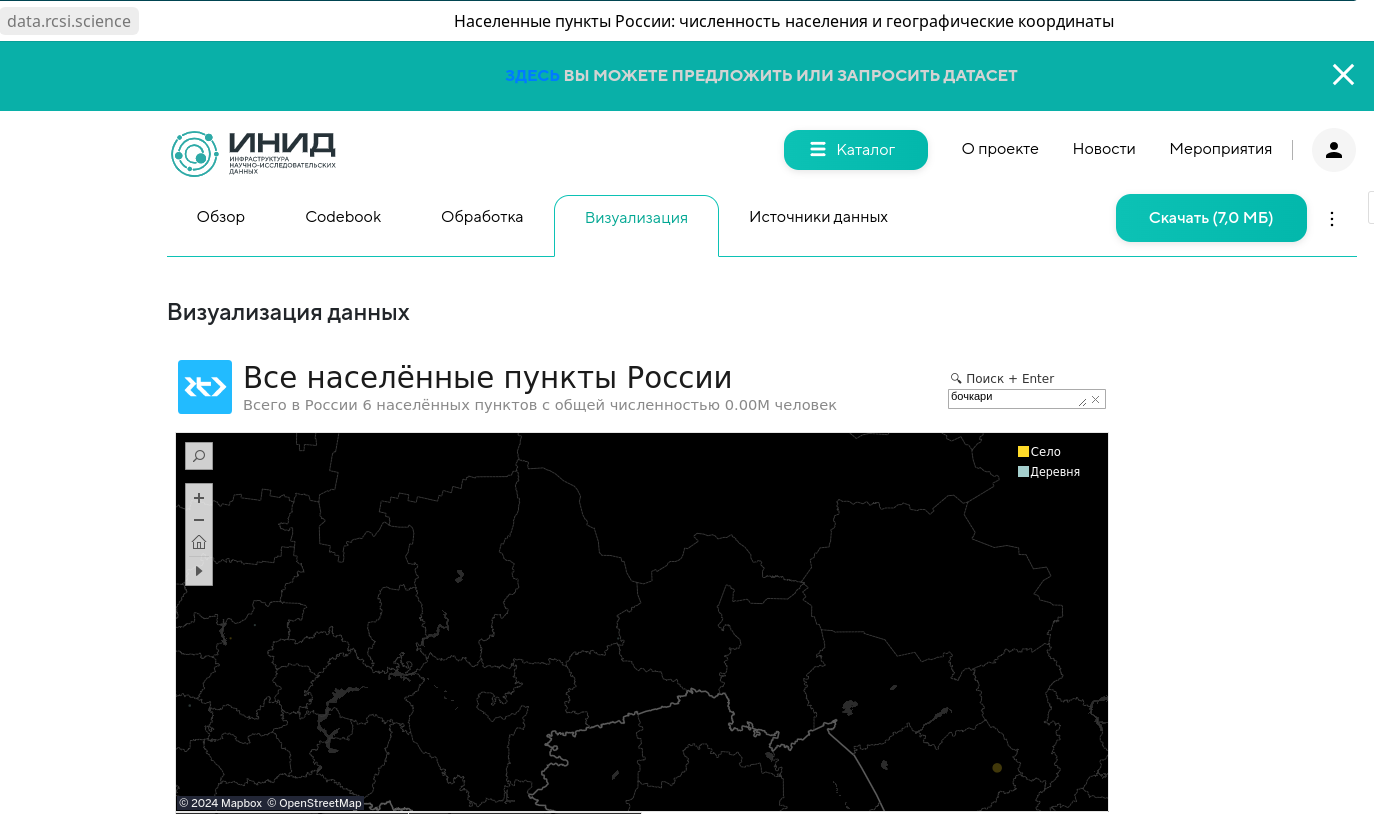 data.rcsi.science
Населенные пункты России: численность населения и географические координаты
ЗДЕСЬ ВЫ МОЖЕТЕ ПРЕДЛОЖИТЬ ИЛИ ЗАПРОСИТЬ ДАТАСЕТ
ИНИД
ИНФРАСТРУКТУРА
НАУЧНО-ИССЛЕДОВАТЕЛЬСКИХ
ДАННЫХ
Каталог
О проекте
Новости
Мероприятия
Обзор
Codebook
Обработка
Визуализация
Источники данных
Скачать (7,0 МБ)
Визуализация данных
Все населённые пункты России
Всего в России 6 населённых пунктов с общей численностью 0.00M человек
Поиск + Enter
бочкари
Село
Деревня
© 2024 Mapbox © OpenStreetMap